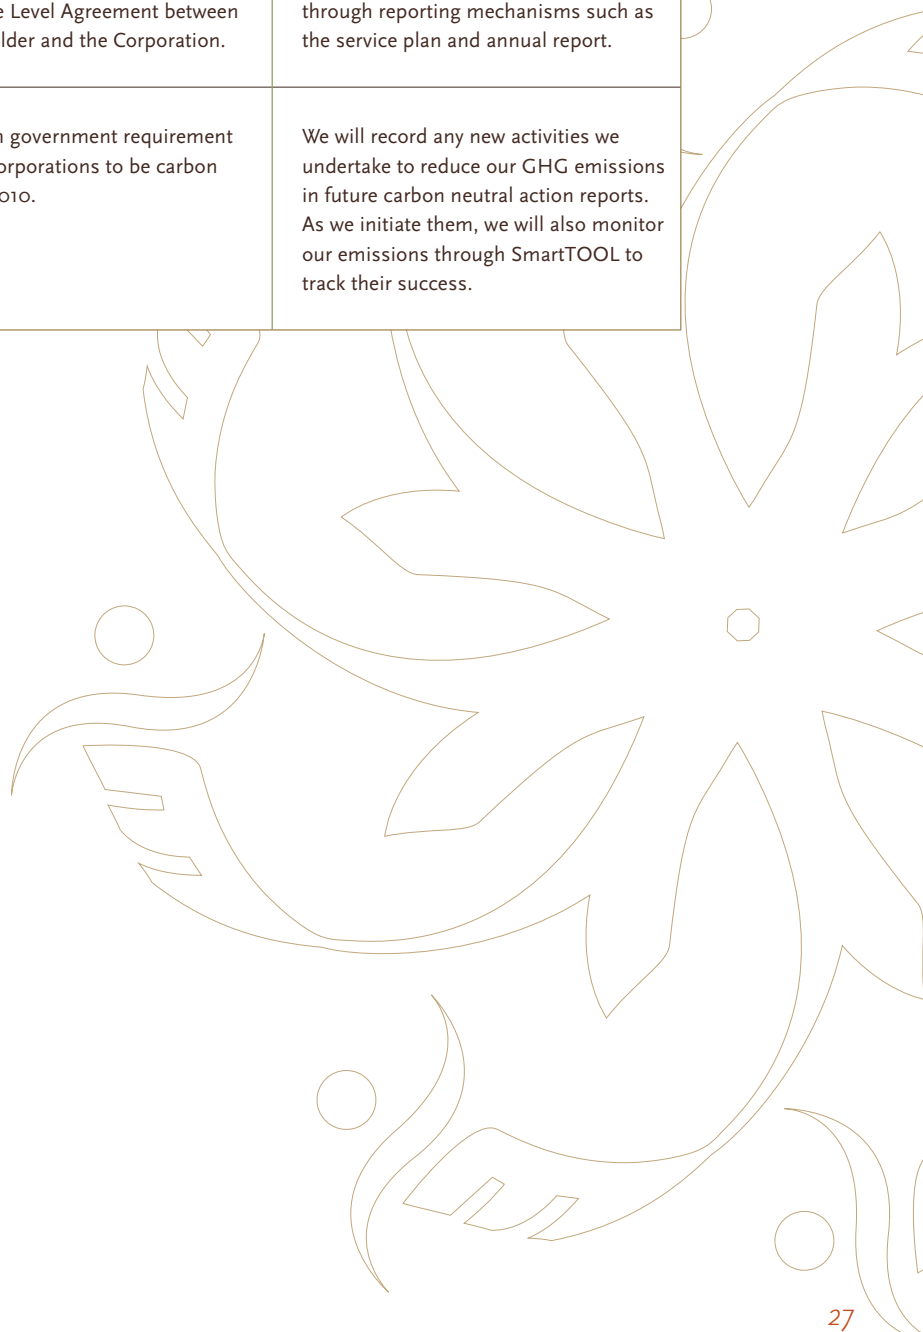 Level Agreement between
lder and the Corporation.
through reporting mechanisms such as
the service plan and annual report.
government requirement
orporations to be carbon
010.
We will record any new activities we
undertake to reduce our GHG emissions
in future carbon neutral action reports.
As we initiate them, we will also monitor
our emissions through SmartTOOL to
track their success.
27